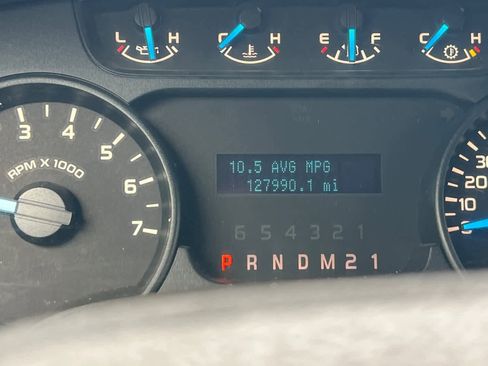 L H C H E F C H
3 4 5 6 7
RPM X 1000
10.5 AVG MPG
127990.1 mi
6 5 4 3 2 1
P R N D M 2 1
30
20
10
0